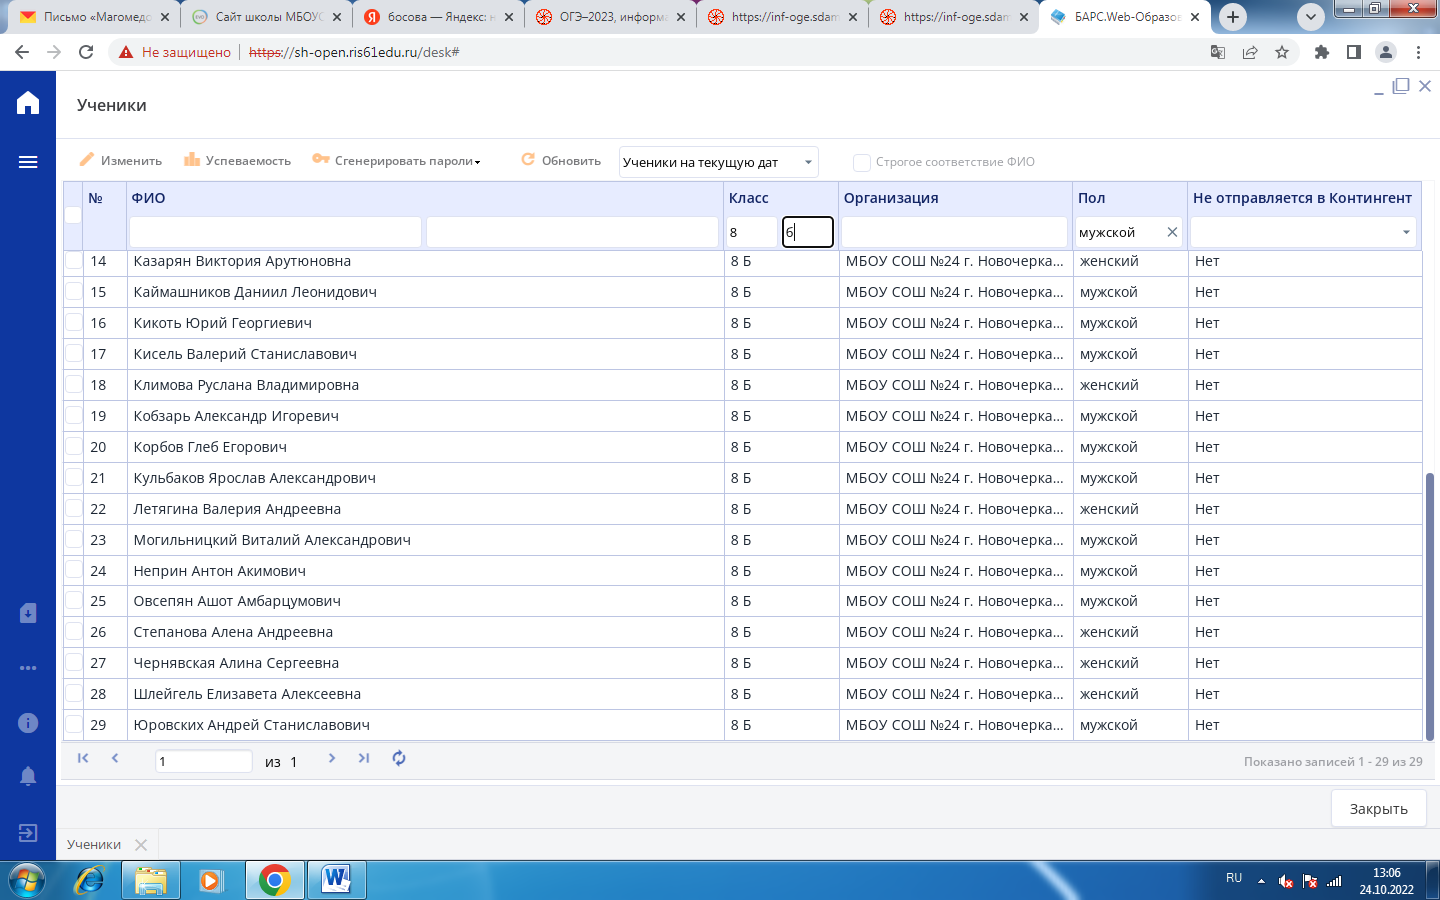 Письмо «Магомед
Сайт школы МБОУС
босова — Яндекс: н
ОГЭ–2023, информа
https://inf-oge.sdam
https://inf-oge.sdam
БАРС.Web-Образов
Не защищено https://sh-open.ris61edu.ru/desk#
Ученики
Изменить Успеваемость Сгенерировать пароли Обновить Ученики на текущую дат Строгое соответствие ФИО
№ ФИО Класс Организация Пол Не отправляется в Контингент
8 б мужской
14 Казарян Виктория Арутюновна 8 Б МБОУ СОШ №24 г. Новочерка... женский Нет
15 Каймашников Даниил Леонидович 8 Б МБОУ СОШ №24 г. Новочерка... мужской Нет
16 Кикоть Юрий Георгиевич 8 Б МБОУ СОШ №24 г. Новочерка... мужской Нет
17 Кисель Валерий Станиславович 8 Б МБОУ СОШ №24 г. Новочерка... мужской Нет
18 Климова Руслана Владимировна 8 Б МБОУ СОШ №24 г. Новочерка... женский Нет
19 Кобзарь Александр Игоревич 8 Б МБОУ СОШ №24 г. Новочерка... мужской Нет
20 Корбов Глеб Егорович 8 Б МБОУ СОШ №24 г. Новочерка... мужской Нет
21 Кульбаков Ярослав Александрович 8 Б МБОУ СОШ №24 г. Новочерка... мужской Нет
22 Летягина Валерия Андреевна 8 Б МБОУ СОШ №24 г. Новочерка... женский Нет
23 Могильницкий Виталий Александрович 8 Б МБОУ СОШ №24 г. Новочерка... мужской Нет
24 Неприн Антон Акимович 8 Б МБОУ СОШ №24 г. Новочерка... мужской Нет
25 Овсепян Ашот Амбарцумович 8 Б МБОУ СОШ №24 г. Новочерка... мужской Нет
26 Степанова Алена Андреевна 8 Б МБОУ СОШ №24 г. Новочерка... женский Нет
27 Чернявская Алина Сергеевна 8 Б МБОУ СОШ №24 г. Новочерка... женский Нет
28 Шлейгель Елизавета Алексеевна 8 Б МБОУ СОШ №24 г. Новочерка... женский Нет
29 Юровских Андрей Станиславович 8 Б МБОУ СОШ №24 г. Новочерка... мужской Нет
1 из 1 Показано записей 1 - 29 из 29
Закрыть
Ученики
RU
13:06
24.10.2022